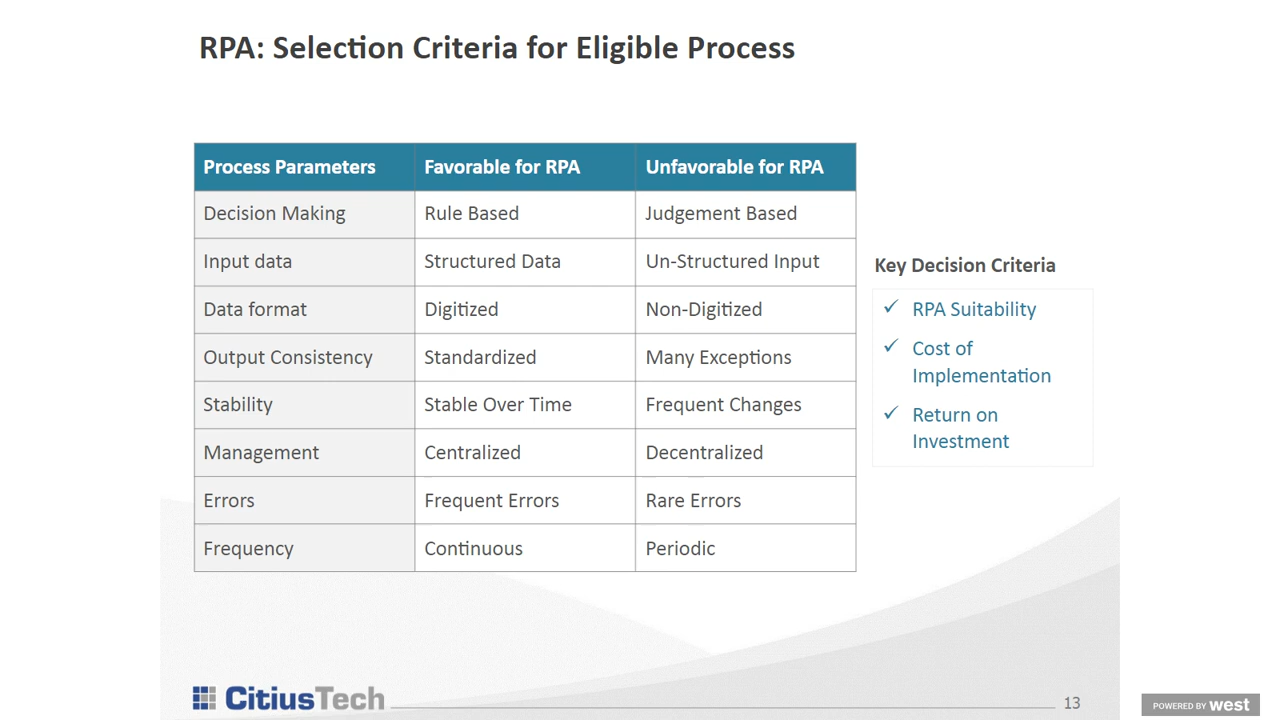 RPA: Selection Criteria for Eligible Process
Process Parameters Favorable for RPA Unfavorable for RPA
Decision Making Rule Based Judgement Based
Input data Structured Data Un-Structured Input
Data format Digitized Non-Digitized
Output Consistency Standardized Many Exceptions
Stability Stable Over Time Frequent Changes
Management Centralized Decentralized
Errors Frequent Errors Rare Errors
Frequency Continuous Periodic
Key Decision Criteria
✓ RPA Suitability
✓ Cost of
Implementation
✓ Return on
Investment
CitiusTech
13
POWERED BY west